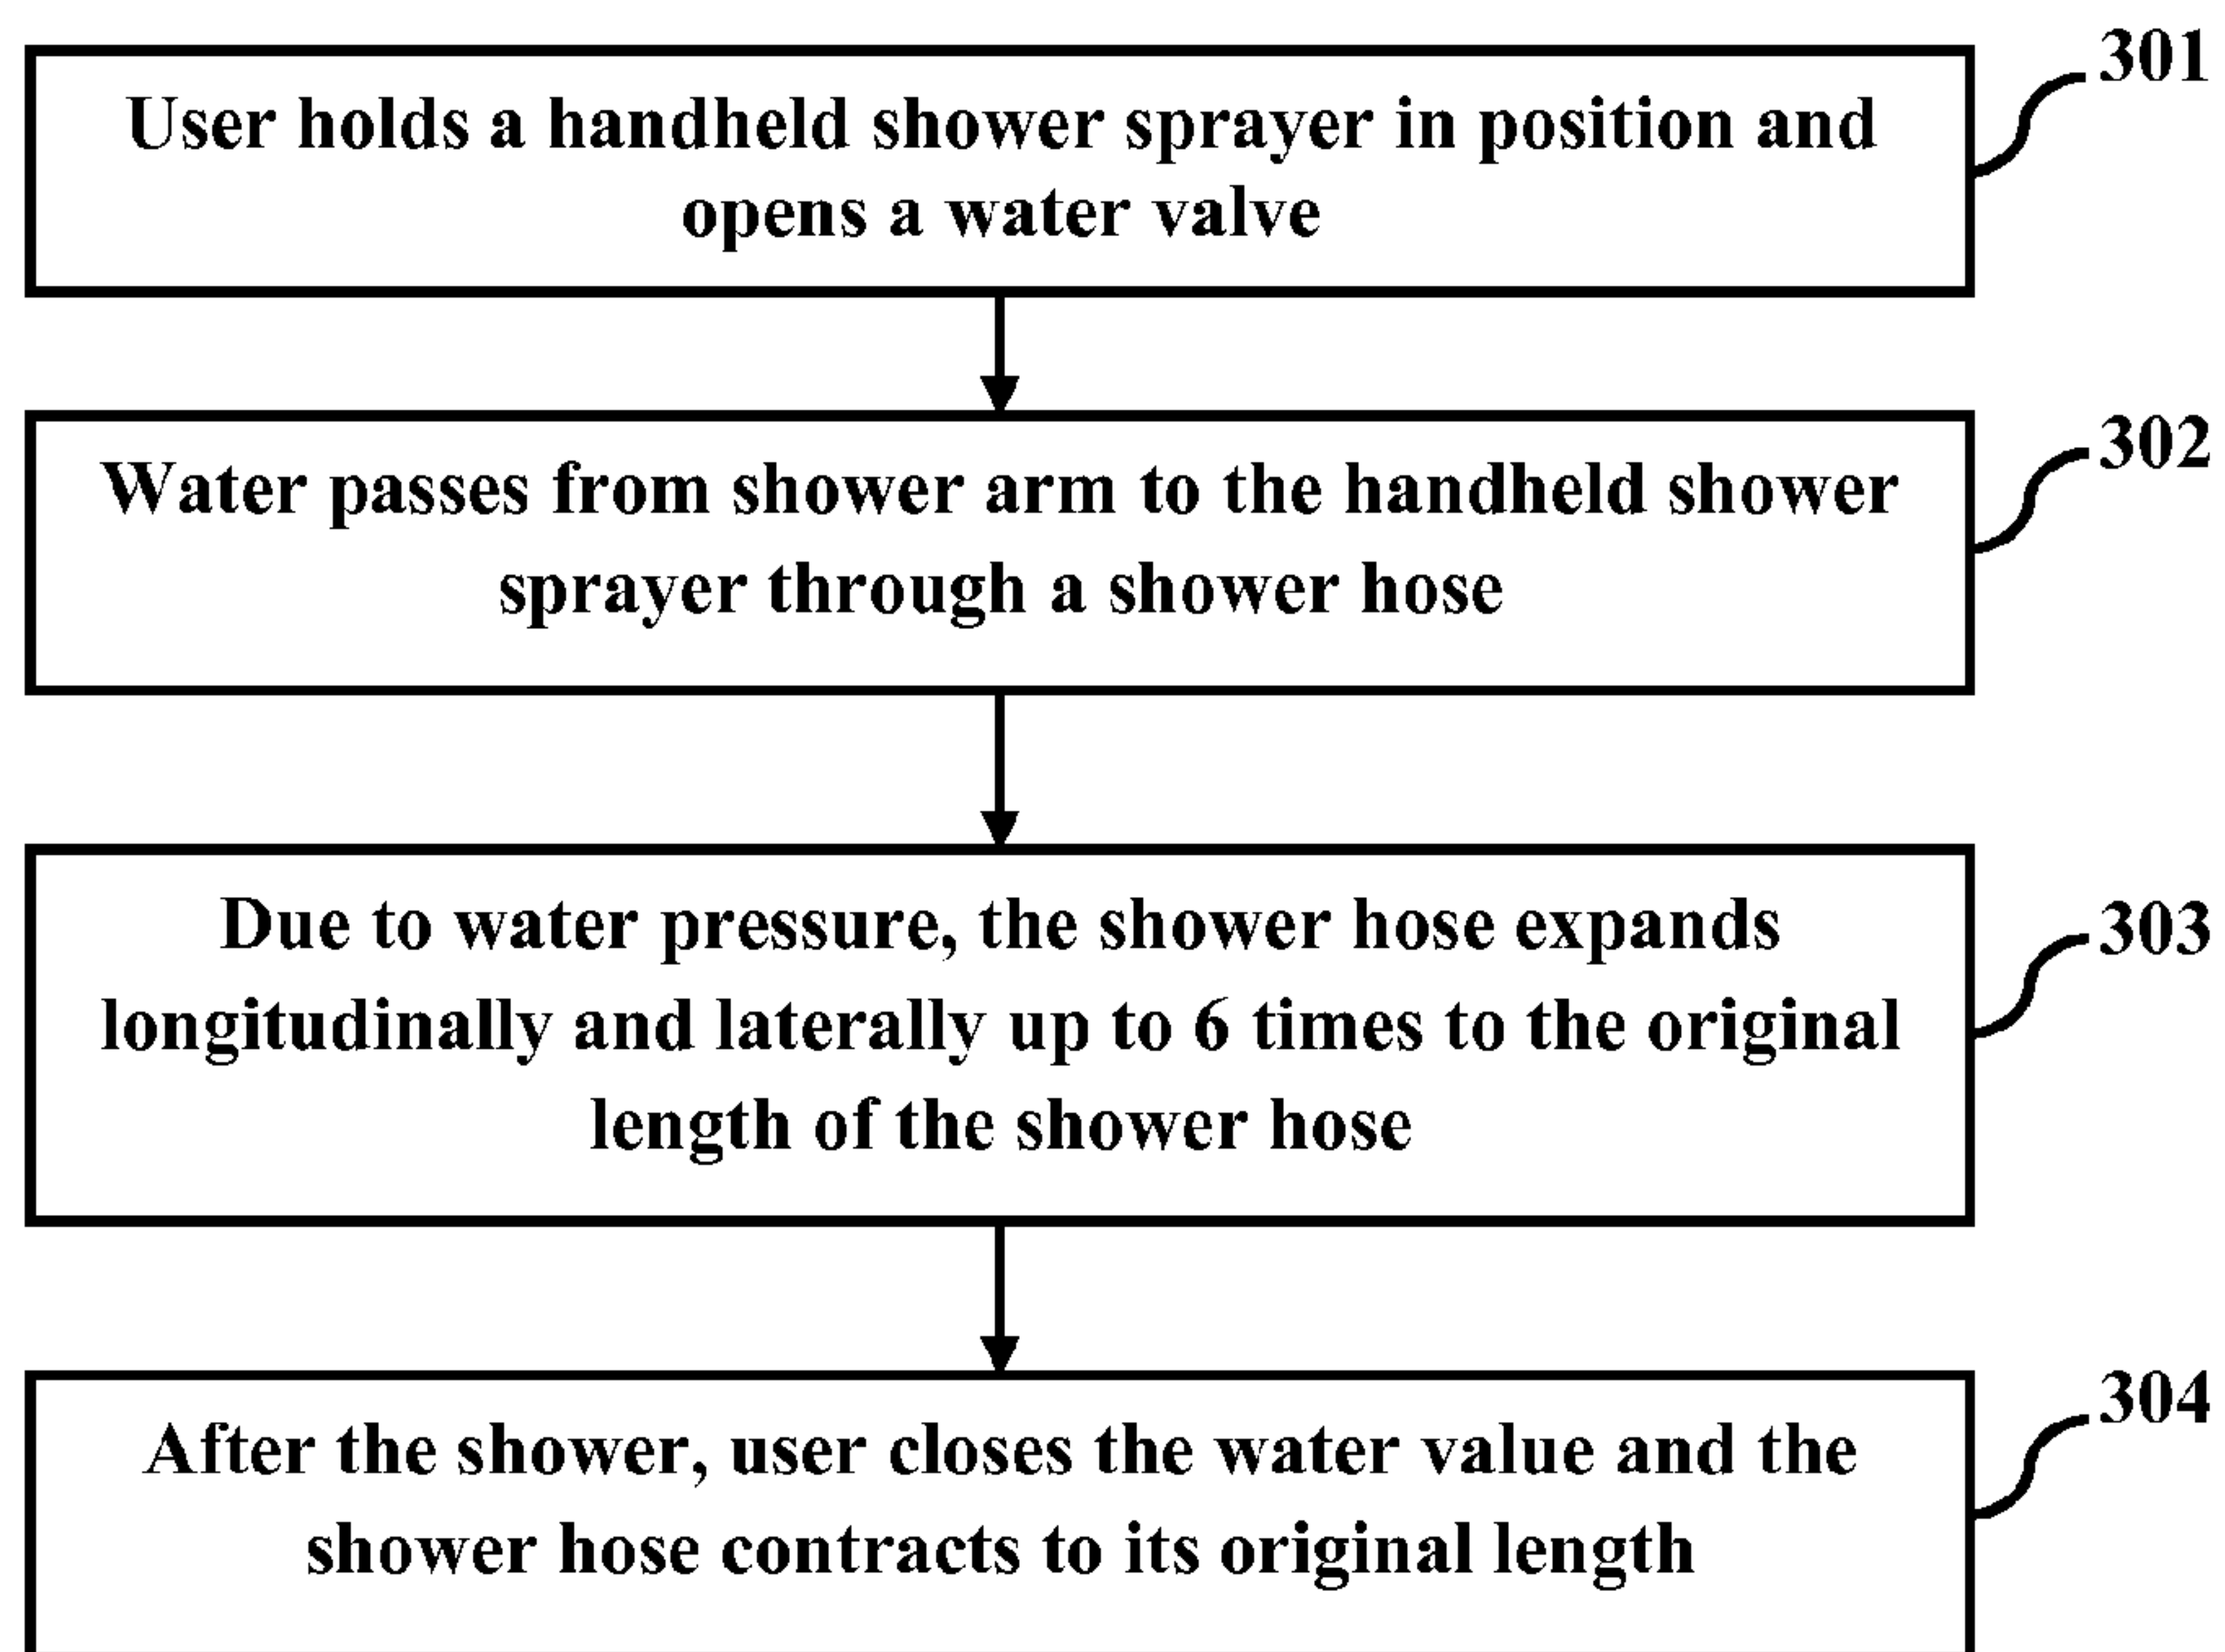 301
User holds a handheld shower sprayer in position and
opens a water valve
302
Water passes from shower arm to the handheld shower
sprayer through a shower hose
303
Due to water pressure, the shower hose expands
longitudinally and laterally up to 6 times to the original
length of the shower hose
304
After the shower, user closes the water value and the
shower hose contracts to its original length